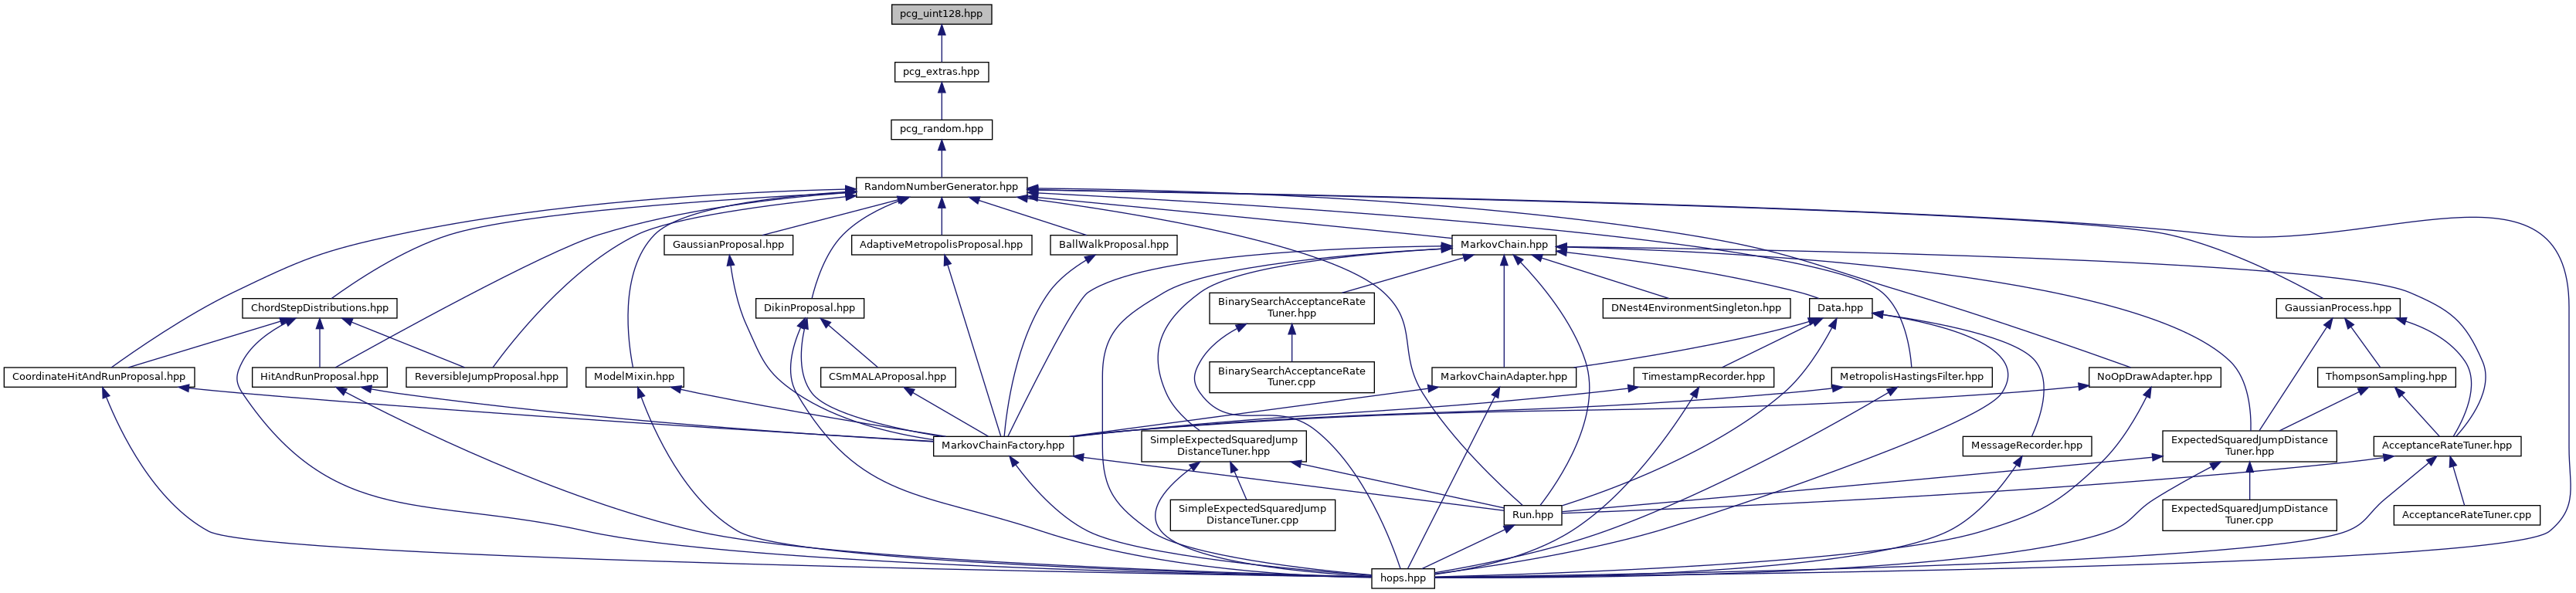 pcg_uint128.hpp
pcg_extras.hpp
pcg_random.hpp
RandomNumberGenerator.hpp
GaussianProposal.hpp
AdaptiveMetropolisProposal.hpp
BallWalkProposal.hpp
MarkovChain.hpp
ChordStepDistributions.hpp
DikinProposal.hpp
BinarySearchAcceptanceRate
Tuner.hpp
DNest4EnvironmentSingleton.hpp
Data.hpp
GaussianProcess.hpp
CoordinateHitAndRunProposal.hpp
HitAndRunProposal.hpp
ReversibleJumpProposal.hpp
ModelMixin.hpp
CSmMALAProposal.hpp
BinarySearchAcceptanceRate
Tuner.cpp
MarkovChainAdapter.hpp
TimestampRecorder.hpp
MetropolisHastingsFilter.hpp
NoOpDrawAdapter.hpp
ThompsonSampling.hpp
MarkovChainFactory.hpp
SimpleExpectedSquaredJump
DistanceTuner.hpp
MessageRecorder.hpp
ExpectedSquaredJumpDistance
Tuner.hpp
AcceptanceRateTuner.hpp
SimpleExpectedSquaredJump
DistanceTuner.cpp
Run.hpp
ExpectedSquaredJumpDistance
Tuner.cpp
AcceptanceRateTuner.cpp
hops.hpp